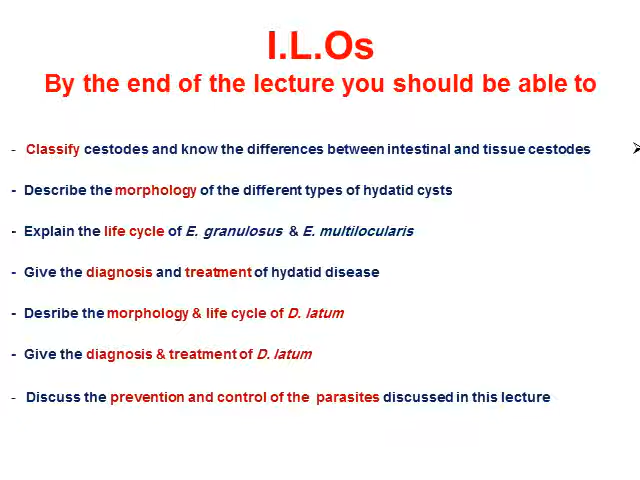 I.L.Os
By the end of the lecture you should be able to
- Classify cestodes and know the differences between intestinal and tissue cestodes
- Describe the morphology of the different types of hydatid cysts
- Explain the life cycle of E. granulosus & E. multilocularis
- Give the diagnosis and treatment of hydatid disease
- Desribe the morphology & life cycle of D. latum
- Give the diagnosis & treatment of D. latum
- Discuss the prevention and control of the parasites discussed in this lecture